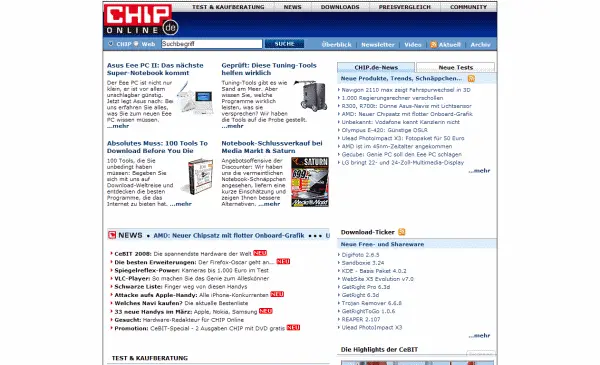 CHIP
ONLINE
.de
TEST & KAUFBERATUNG
NEWS
DOWNLOADS
PREISVERGLEICH
COMMUNITY
CHIP
Web
Suchbegriff
SUCHE
Überblick
Newsletter
Video
Aktuell
Archiv
Asus Eee PC II: Das nächste
Super-Notebook kommt
Der Eee PC ist nicht nur
klein, er ist vor allem
unschlagbar günstig.
Jetzt legt Asus nach: Bei
uns erfahren Sie alles,
was Sie zum neuen Eee
PC wissen müssen.
...mehr
Geprüft: Diese Tuning-Tools
helfen wirklich
Tuning-Tools gibt es wie
Sand am Meer. Aber
wissen Sie, welche
Programme wirklich
leisten, was sie
versprechen? Wir haben
die Tools auf die Probe gestellt.
...mehr
Absolutes Muss: 100 Tools To
Download Before You Die
100 Tools, die Sie
unbedingt haben
müssen: Begeben Sie
sich mit uns auf
Download-Weltreise und
entdecken die besten
Programme, die das
Internet zu bieten hat. ...mehr
Notebook-Schlussverkauf bei
Media Markt & Saturn
Angebotsoffensive der
Discounter: Wir haben
uns die vermeintlichen
Notebook-Schnäppchen
angesehen, liefern eine
kurze Einschätzung und
zeigen Ihnen bessere
Alternativen. ...mehr
SATURN
699.-
Media Markt
CHIP.de-News
Neue Tests
Neue Produkte, Trends, Schnäppchen...
Navigon 2110 max zeigt Fahrspurwechsel in 3D
1.000 Regierungsrechner verschollen
R300, R700: Dünne Asus-Navis mit Lichtsensor
AMD: Neuer Chipsatz mit flotter Onboard-Grafik
Unbekannt: Vodafone kennt Kanzlerin nicht
Olympus E-420: Günstige DSLR
Ulead PhotoImpact X3: Fotopaket für 50 Euro
AMD ist im 45nm-Zeitalter angekommen
Gecube: Genie PC soll den Eee PC schlagen
LG bringt 22- und 24-Zoll-Multimedia-Display
...mehr
NEWS
AMD: Neuer Chipsatz mit flotter Onboard-Grafik
U
CeBIT 2008: Die spannendste Hardware der Welt NEU
Die besten Erweiterungen: Der Firefox-Oscar geht an... NEU
Spiegelreflex-Power: Kameras bis 1.000 Euro im Test
VLC-Player: So machen Sie das Genie zum Alleskönner
Schwarze Liste: Finger weg von diesen Handys
Attacke aufs Apple-Handy: Alle iPhone-Konkurrenten NEU
Welches Navi kaufen? Die aktuelle Bestenliste
33 neue Handys im März: Apple, Nokia, Samsung NEU
Gesucht: Hardware-Redakteur für CHIP Online
Promotion: CeBIT-Special - 2 Ausgaben CHIP mit DVD gratis NEU
Download-Ticker
Neue Free- und Shareware
DigiFoto 2.6.5
Sandboxie 3.24
KDE - Basis Paket 4.0.2
WebSite X5 Evolution v7.0
GetRight Pro 6.3d
GetRight 6.3d
Trojan Remover 6.6.8
GetRightToGo 1.0.6
REAPER 2.107
Ulead PhotoImpact X3
...mehr
TEST & KAUFBERATUNG
Die Highlights der CeBIT